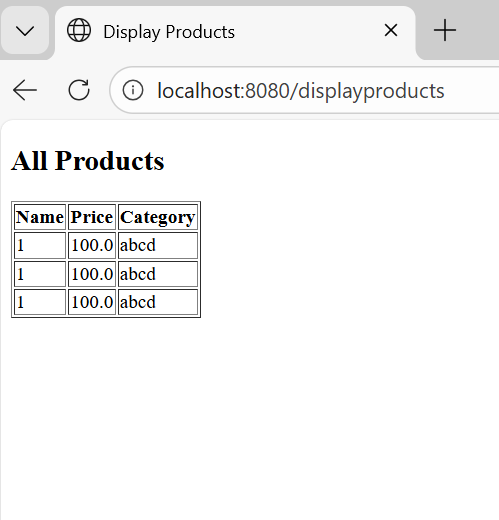 Display Products
localhost:8080/displayproducts
All Products
Name Price Category
1 100.0 abcd
1 100.0 abcd
1 100.0 abcd